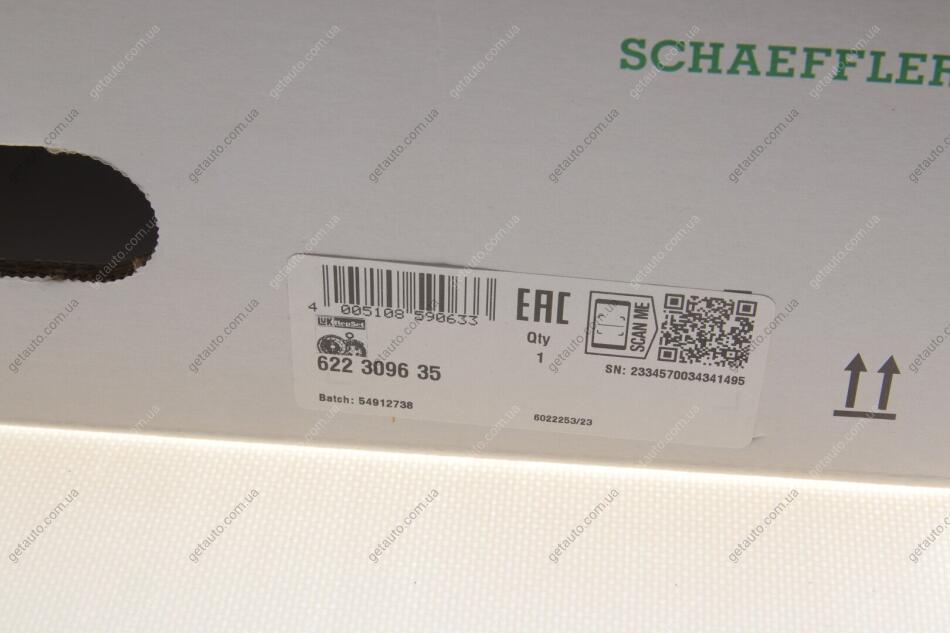 SCHAEFFLER
4 005108 590633
LUK RepSet
EAC
Qty
1
SCAN ME
622 3096 35
SN: 2334570034341495
Batch: 54912738
6022253/23
getauto.com.ua